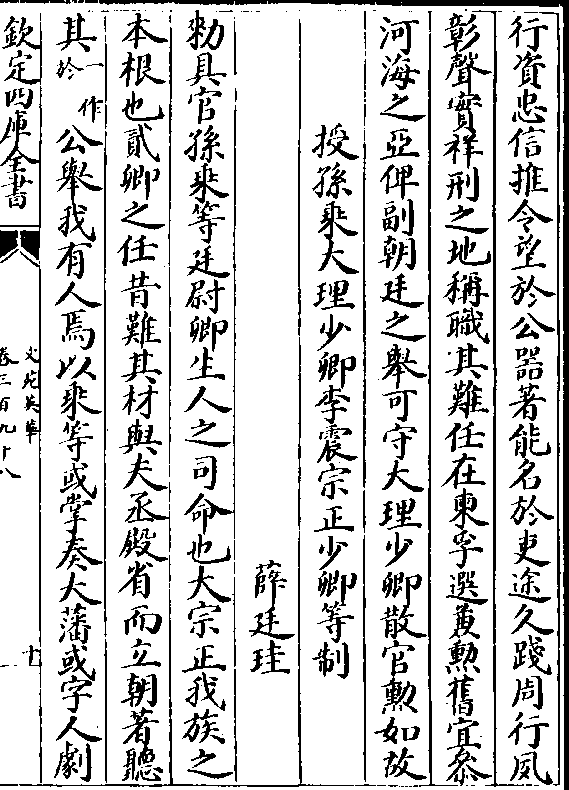 行資忠信推令望於公器著能名於吏途久踐周行夙
彰聲實祥刑之地稱職其難任在東孚選兼勲舊宜叅
河海之亞俾副朝廷之舉可守大理少卿散官勲如故
授孫乘大理少卿李震宗正少卿等制
薛廷珪
勑具官孫乘等廷尉卿生人之司命也大宗正我族之
本根也貳卿之任昔難其材與夫丞殿省而立朝著聽
其一作於公舉我有人焉以乘等或掌奏大藩或字人劇
欽定四庫全書
文苑英華
卷三百九十八
十一